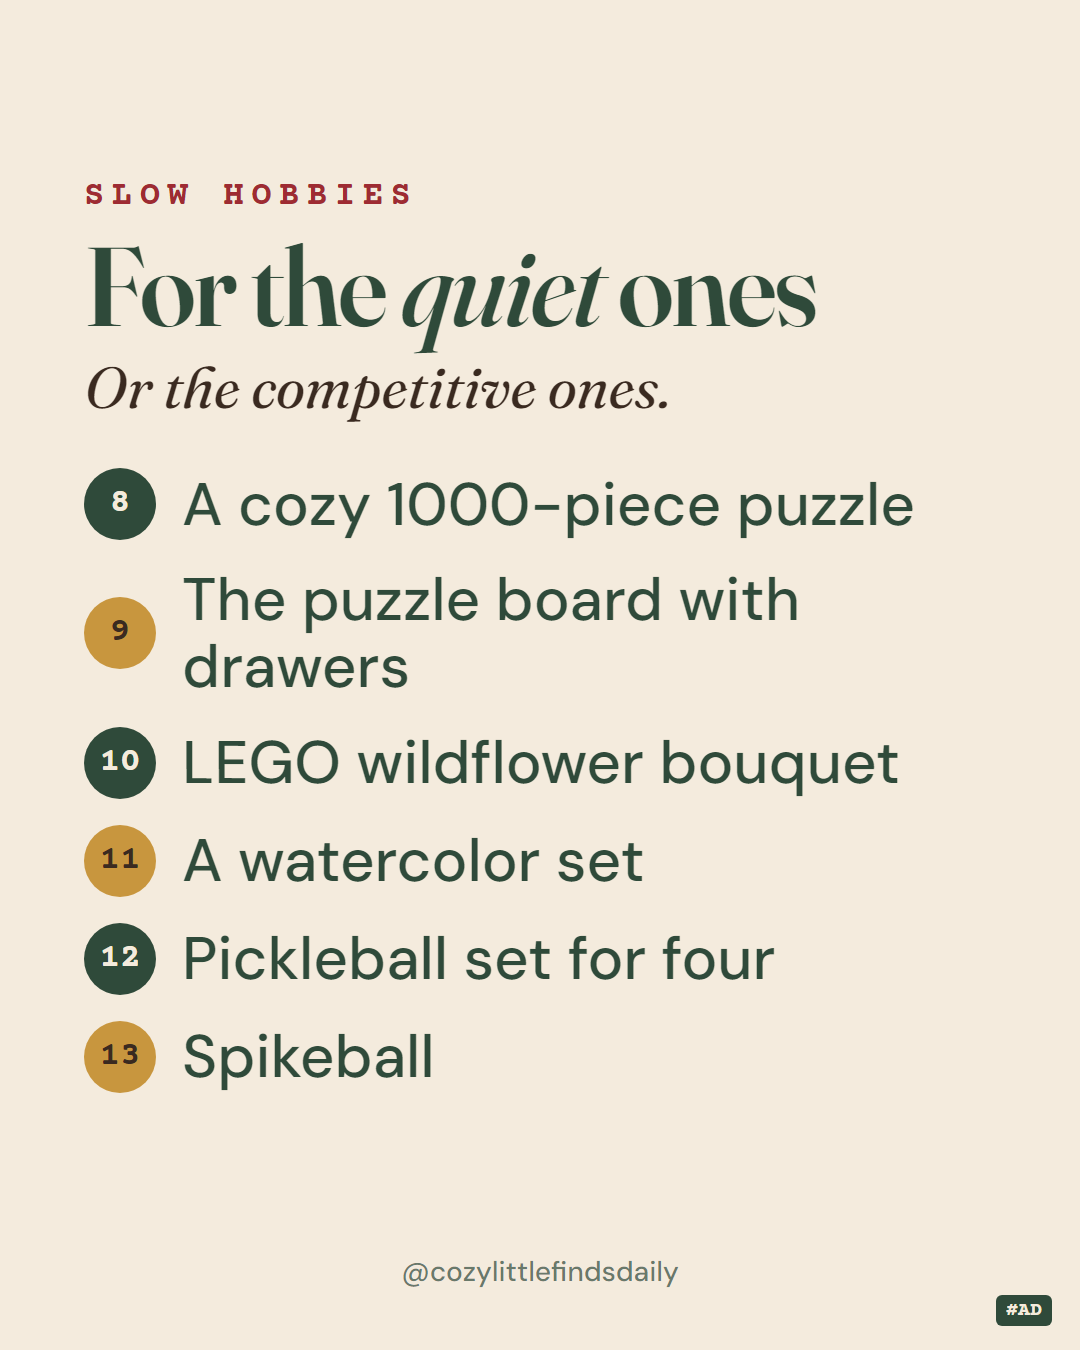 SLOW HOBBIES
For the quiet ones
Or the competitive ones.
8 A cozy 1000-piece puzzle
9 The puzzle board with
drawers
10 LEGO wildflower bouquet
11 A watercolor set
12 Pickleball set for four
13 Spikeball
@cozylittlefindsdaily
#AD